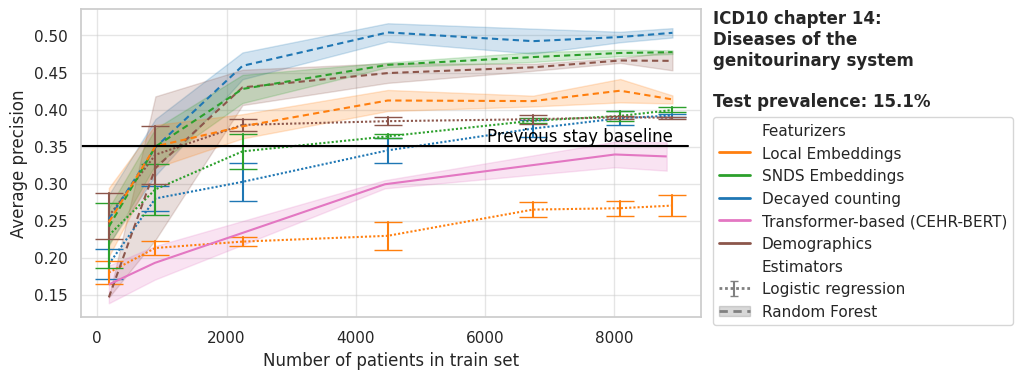 ICD10 chapter 14:
Diseases of the
genitourinary system
Test prevalence: 15.1%
Featurizers
Local Embeddings
SNDS Embeddings
Decayed counting
Transformer-based (CEHR-BERT)
Demographics
Estimators
Logistic regression
Random Forest
Average precision
0.50
0.45
0.40
0.35
0.30
0.25
0.20
0.15
Previous stay baseline
0 2000 4000 6000 8000
Number of patients in train set